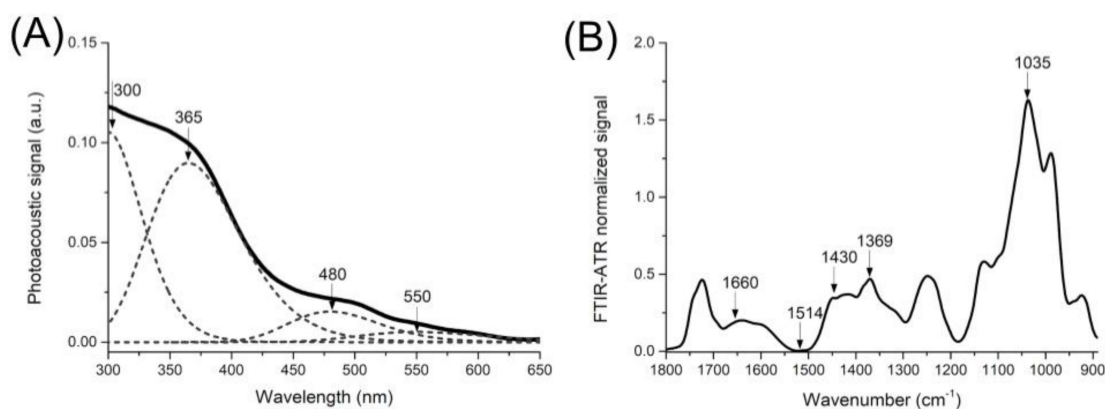 (A)
0.15
0.10
0.05
0.00
Photoacoustic signal (a.u.)
300
365
480
550
300 350 400 450 500 550 600 650
Wavelength (nm)
(B)
2.0
1.5
1.0
0.5
0.0
FTIR-ATR normalized signal
1035
1369
1430
1660
1514
1800 1700 1600 1500 1400 1300 1200 1100 1000 900
Wavenumber (cm⁻¹)